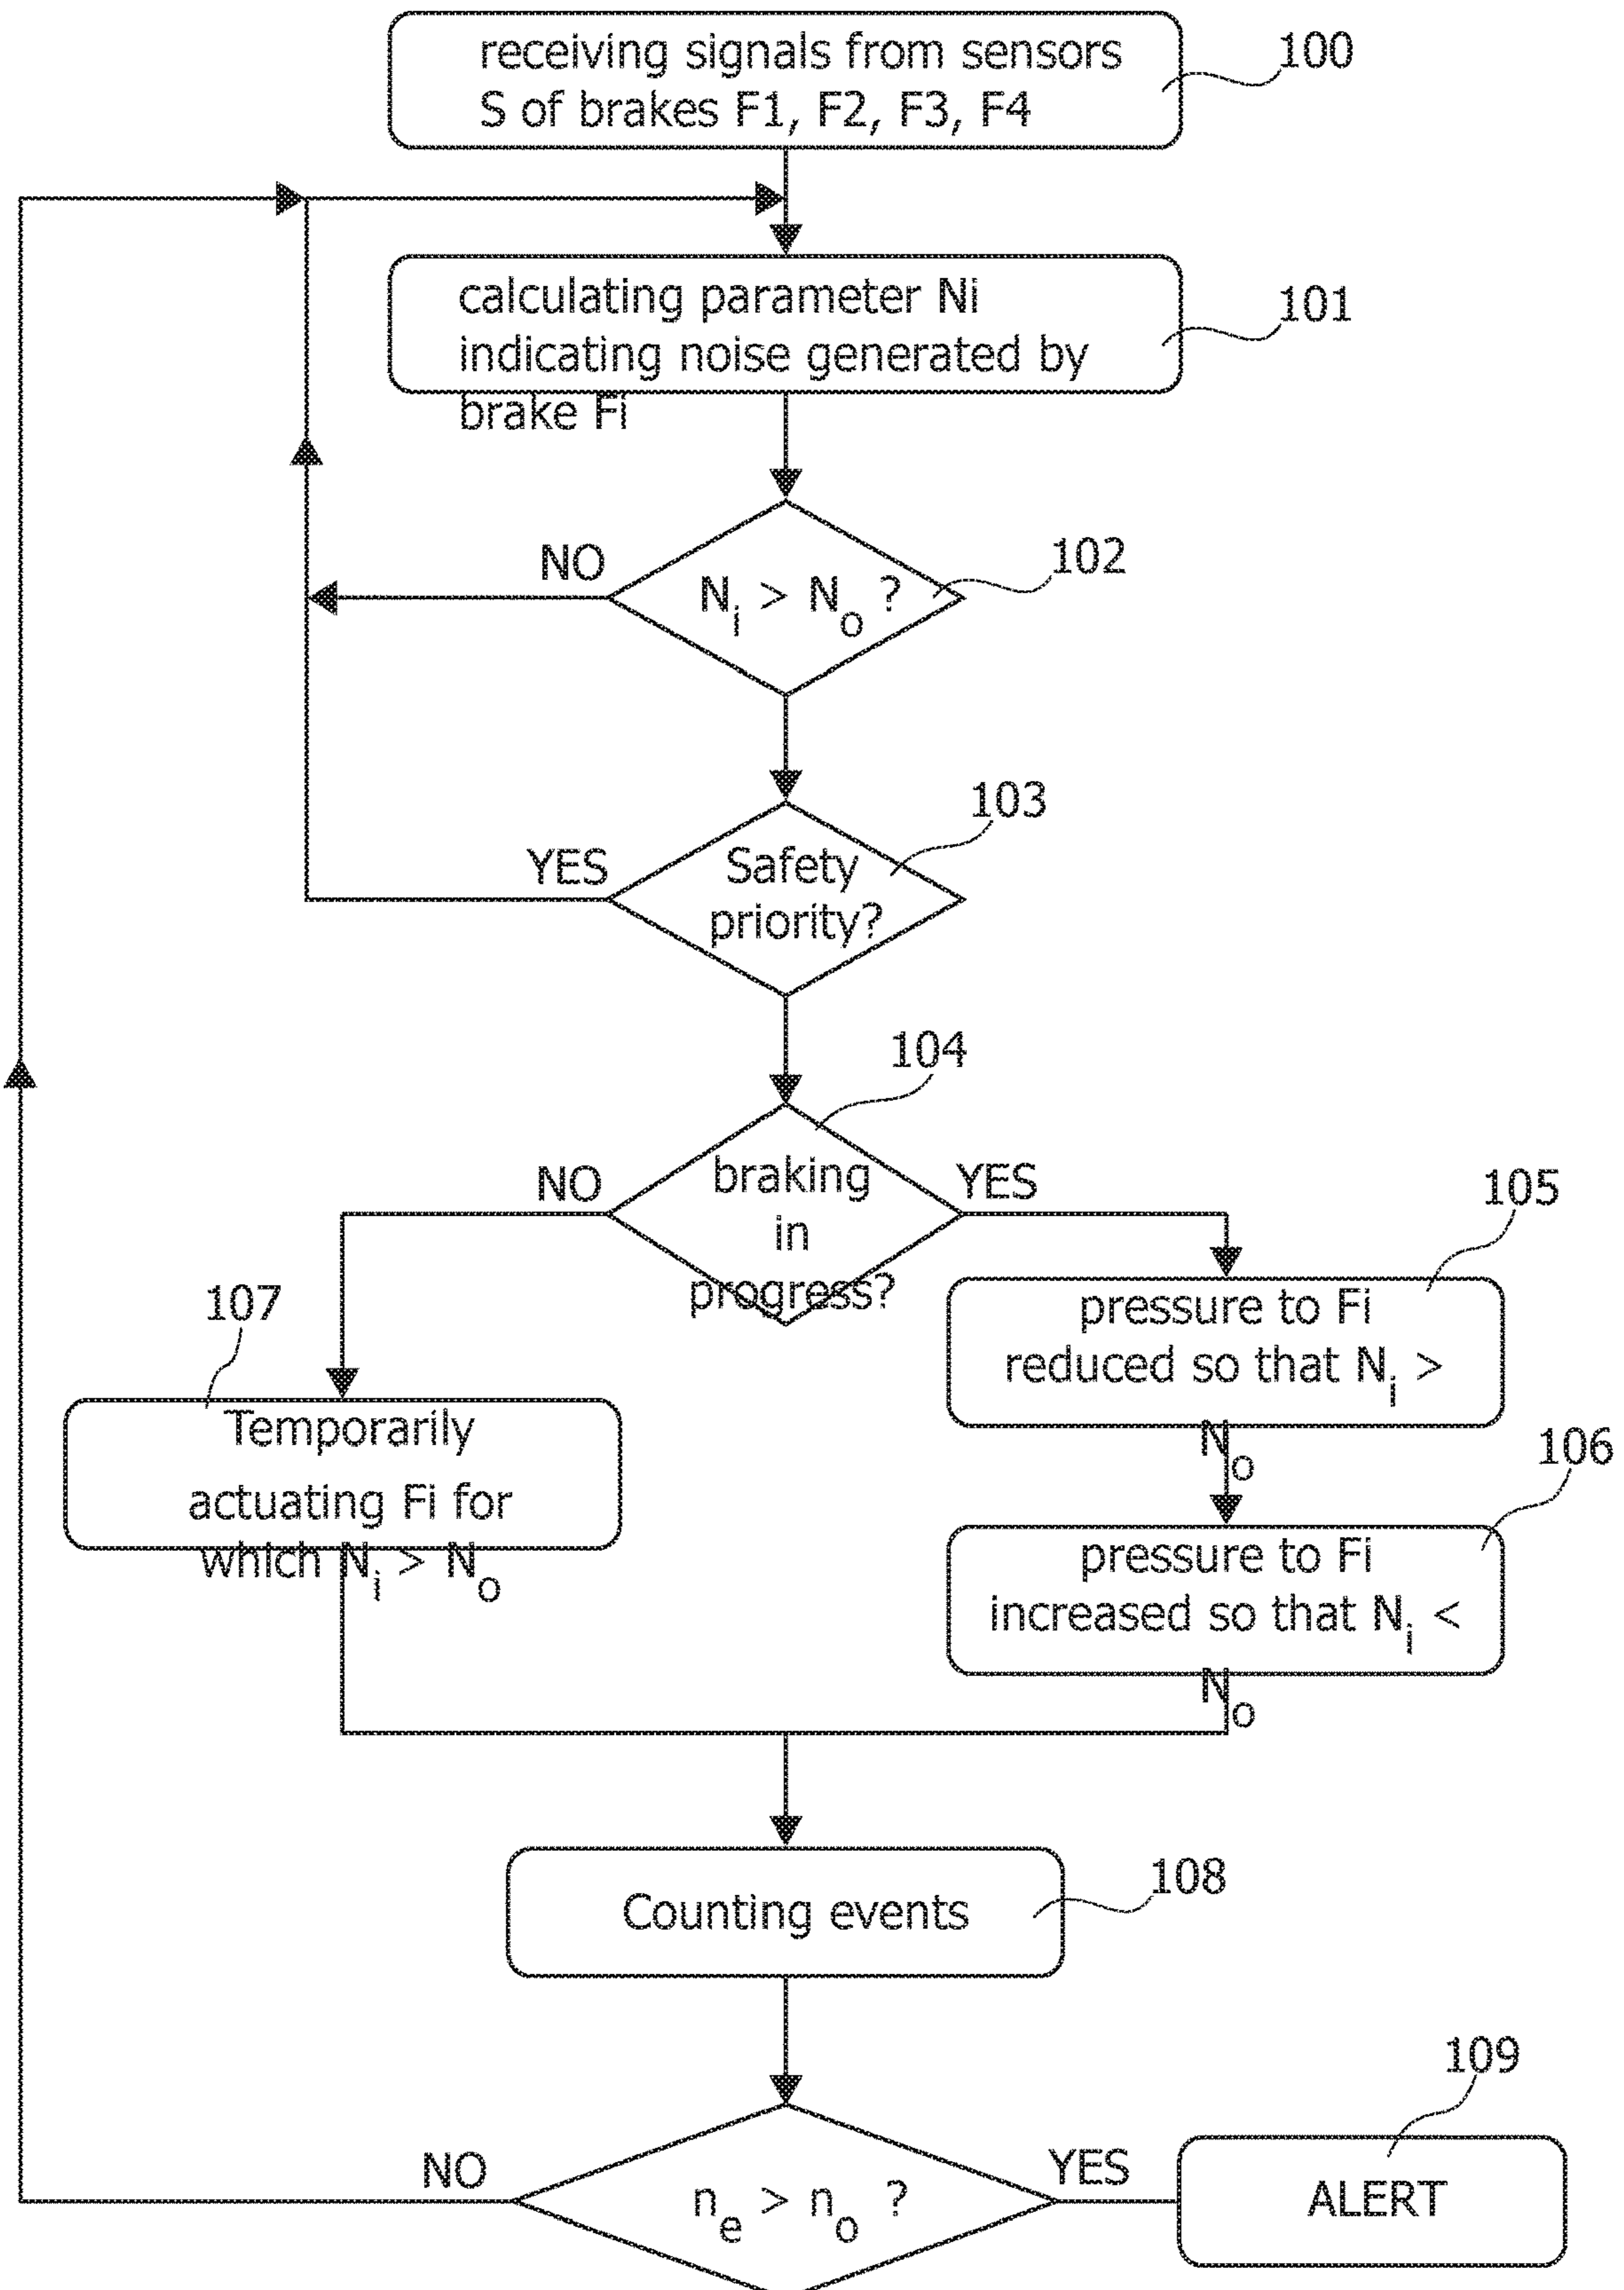 receiving signals from sensors
S of brakes F1, F2, F3, F4
100
calculating parameter Ni
indicating noise generated by
brake Fi
101
NO
Ni > No ?
102
YES
Safety
priority?
103
104
NO
braking
in
progress?
YES
105
pressure to Fi
reduced so that Ni >
No
107
Temporarily
actuating Fi for
which Ni > No
106
pressure to Fi
increased so that Ni <
No
Counting events
108
NO
ne > no ?
YES
109
ALERT